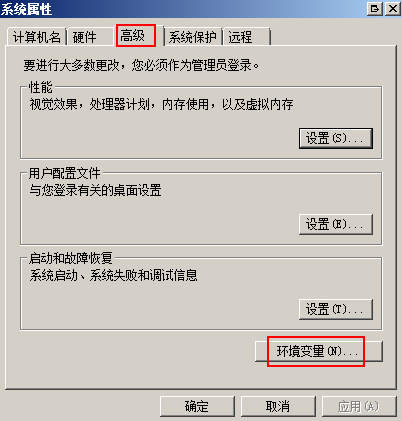 系统属性
计算机名 硬件 高级 系统保护 远程
要进行大多数更改，您必须作为管理员登录。
性能
视觉效果，处理器计划，内存使用，以及虚拟内存
设置(S)...
用户配置文件
与您登录有关的桌面设置
设置(E)...
启动和故障恢复
系统启动、系统失败和调试信息
设置(T)...
环境变量(N)...
确定 取消 应用(A)